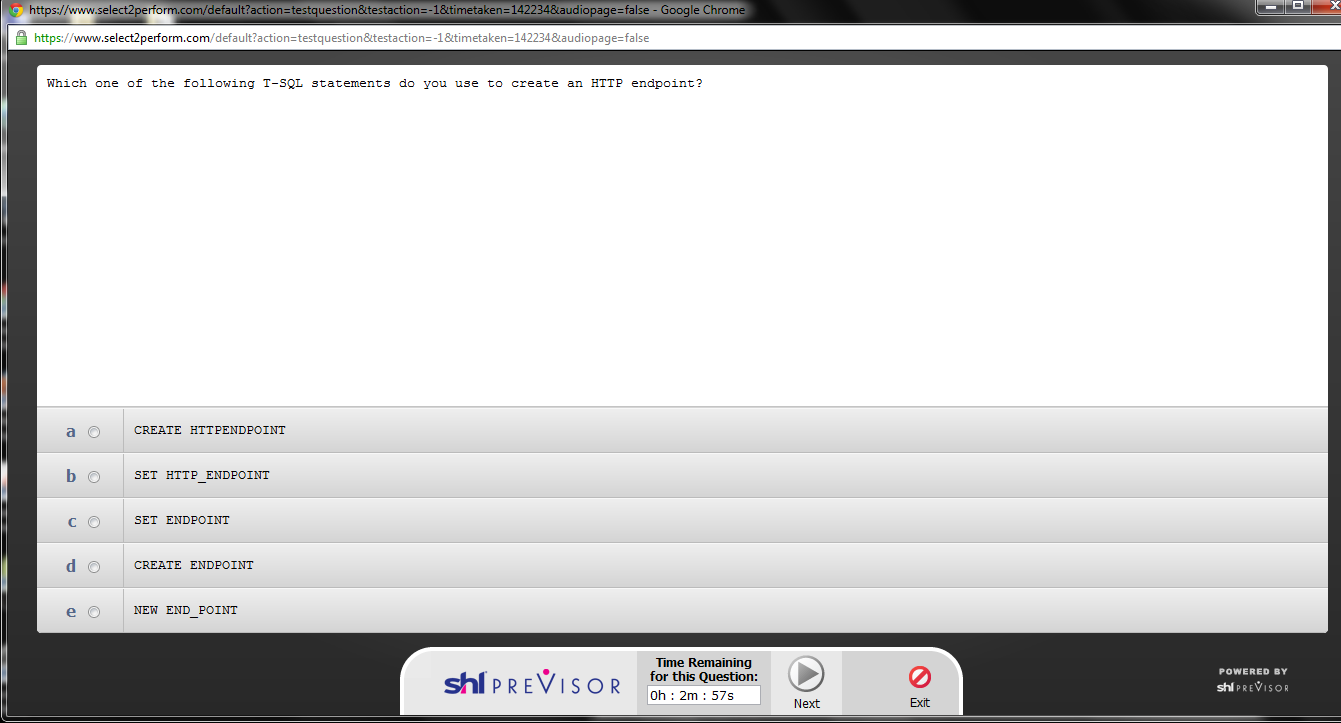 https://www.select2perform.com/default?action=testquestion&testaction=-1&timetaken=142234&audiopage=false - Google Chrome
https://www.select2perform.com/default?action=testquestion&testaction=-1&timetaken=142234&audiopage=false
Which one of the following T-SQL statements do you use to create an HTTP endpoint?
a CREATE HTTPENDPOINT
b SET HTTP_ENDPOINT
c SET ENDPOINT
d CREATE ENDPOINT
e NEW END_POINT
shl PREVISOR
Time Remaining
for this Question:
0h : 2m : 57s
Next
Exit
POWERED BY
shl PREVISOR